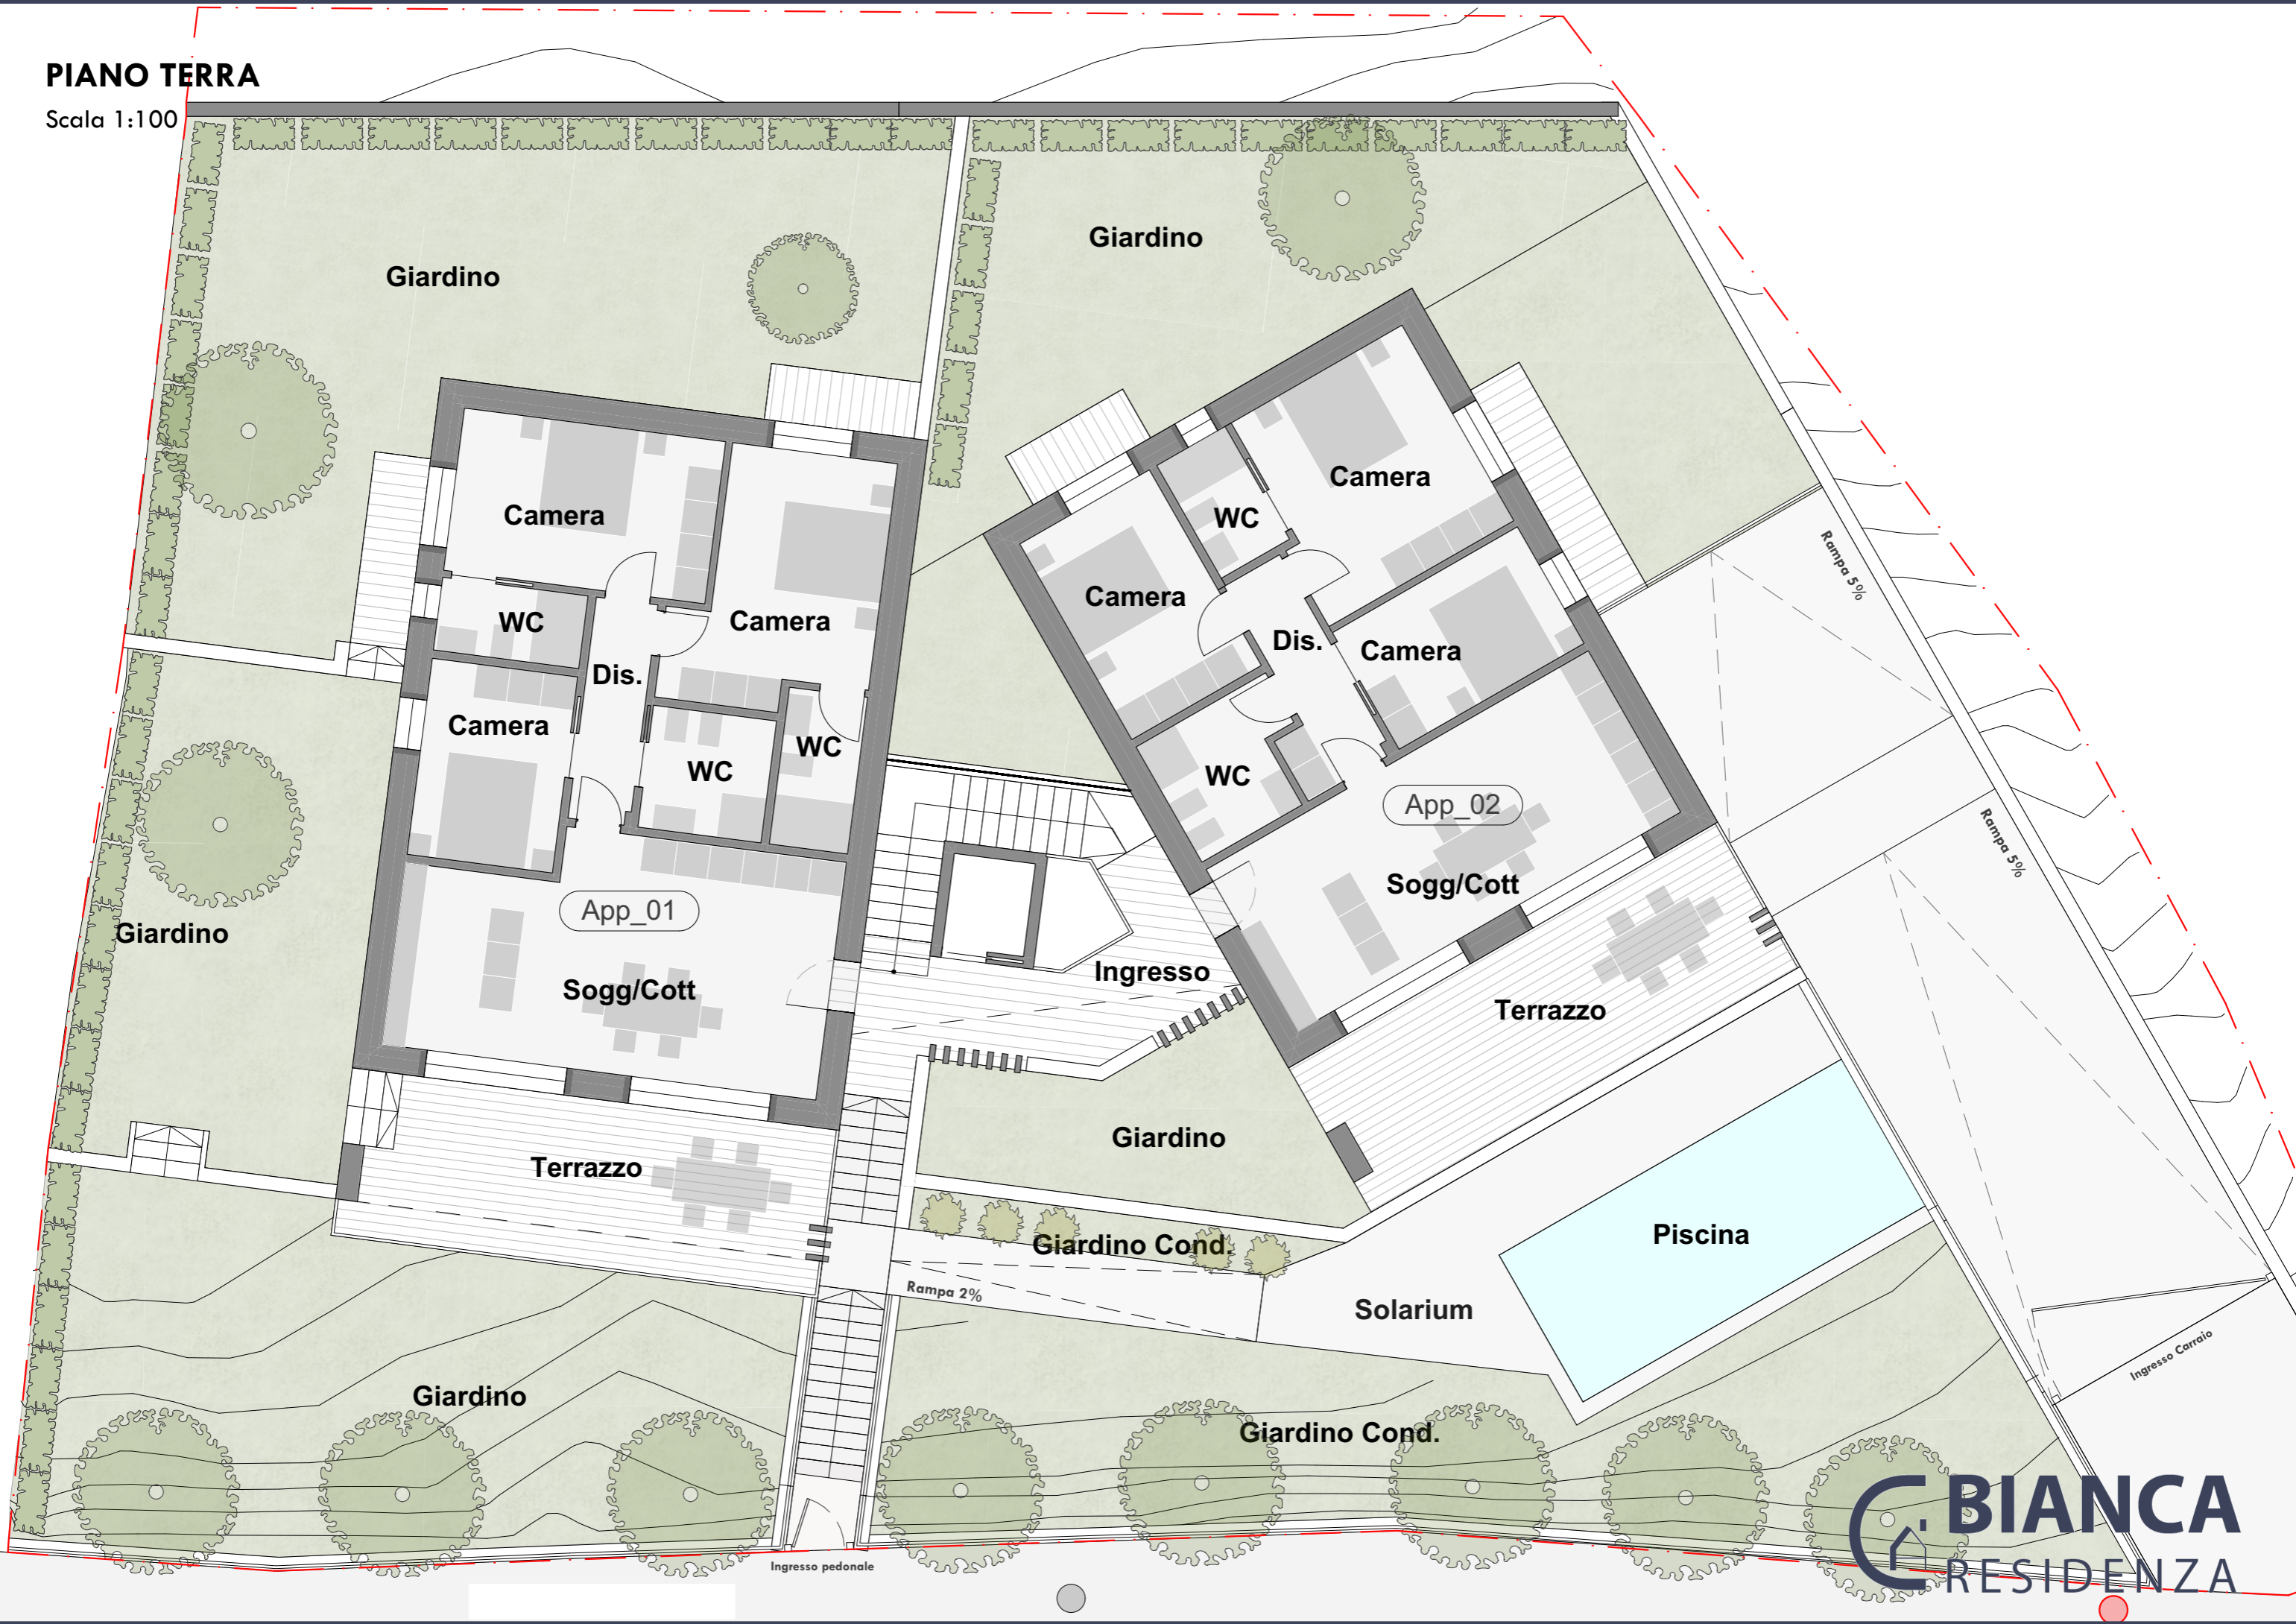 PIANO TERRA
Scala 1:100
Giardino
Giardino
Camera
WC
Camera
Dis.
Camera
WC
WC
Giardino
App_01
Sogg/Cott
Terrazzo
Giardino
Camera
WC
Camera
Dis.
Camera
WC
App_02
Sogg/Cott
Ingresso
Terrazzo
Giardino
Giardino Cond.
Rampa 2%
Solarium
Piscina
Giardino Cond.
Rampa 5%
Rampa 5%
Ingresso Carraio
Ingresso pedonale
BIANCA
RESIDENZA